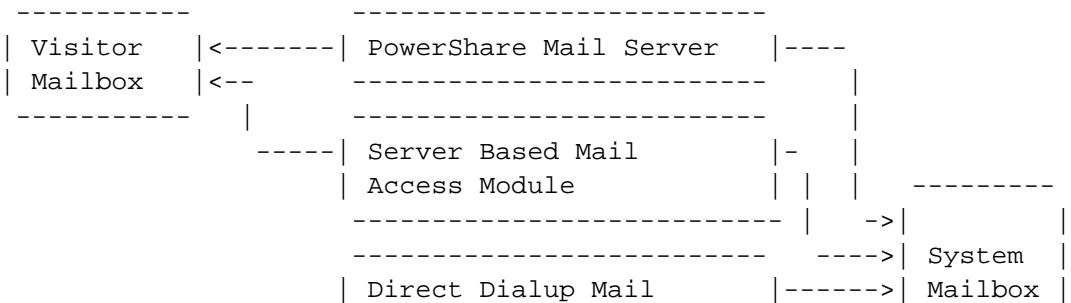 -----------          --------------------------
| Visitor   |<-------| PowerShare Mail Server   |----
| Mailbox   |<--      --------------------------     |
 -----------   |      --------------------------     |
                -----| Server Based Mail        |-   |
                     | Access Module            | |  |   ---------
                     --------------------------- |   ->|         |
                     --------------------------  ---->| System  |
                     | Direct Dialup Mail       |------>| Mailbox |